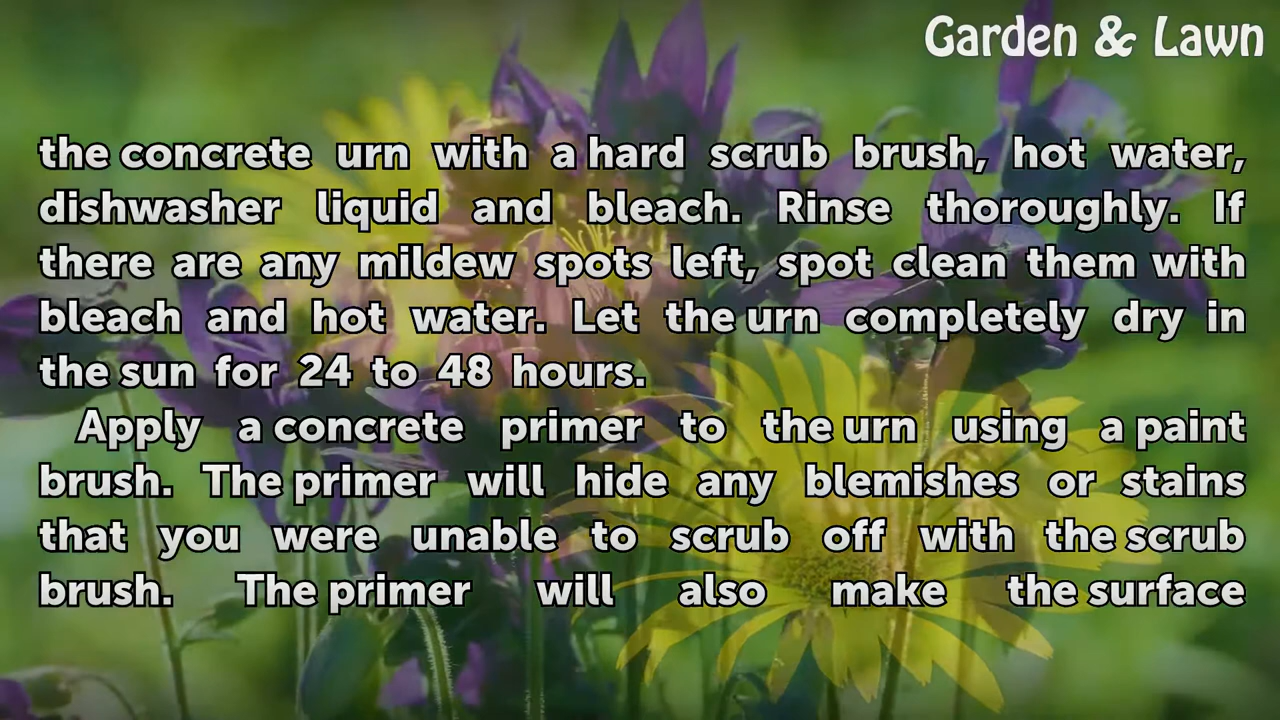 Garden & Lawn
the concrete urn with a hard scrub brush, hot water,
dishwasher liquid and bleach. Rinse thoroughly. If
there are any mildew spots left, spot clean them with
bleach and hot water. Let the urn completely dry in
the sun for 24 to 48 hours.
Apply a concrete primer to the urn using a paint
brush. The primer will hide any blemishes or stains
that you were unable to scrub off with the scrub
brush. The primer will also make the surface